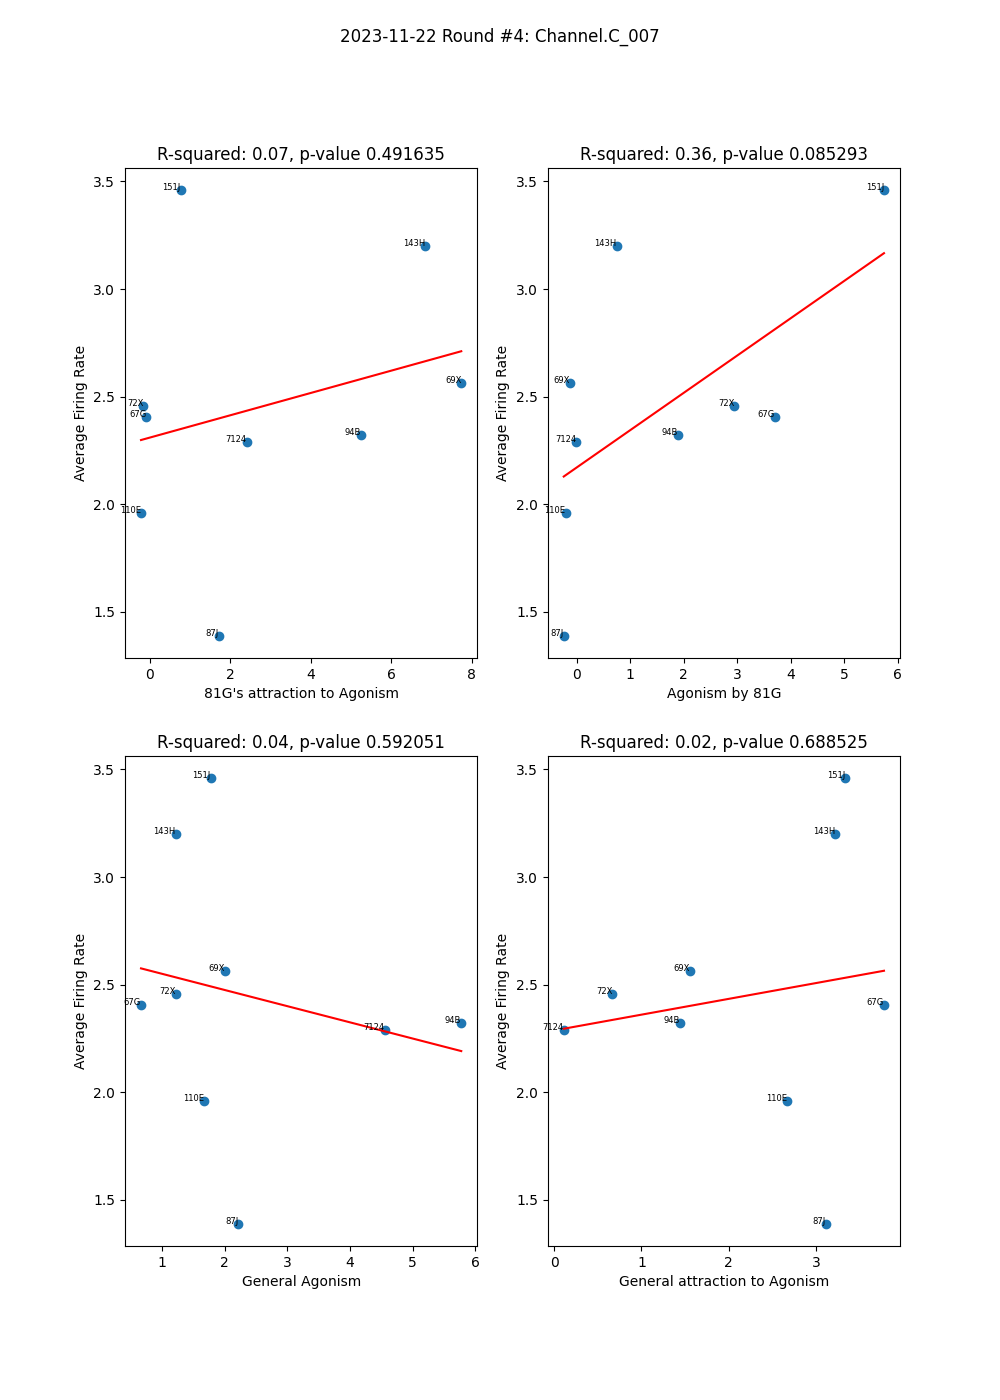 2023-11-22 Round #4: Channel.C_007
R-squared: 0.07, p-value 0.491635
3.5
3.0
2.5
2.0
1.5
Average Firing Rate
151J
143H
69X
72X
67G
7124
94B
110E
87J
0 2 4 6 8
81G's attraction to Agonism
R-squared: 0.36, p-value 0.085293
3.5
3.0
2.5
2.0
1.5
Average Firing Rate
151J
143H
69X
72X
67G
94B
7124
110E
87J
0 1 2 3 4 5 6
Agonism by 81G
R-squared: 0.04, p-value 0.592051
3.5
3.0
2.5
2.0
1.5
Average Firing Rate
151J
143H
69X
72X
67G
7124
94B
110E
87J
1 2 3 4 5 6
General Agonism
R-squared: 0.02, p-value 0.688525
3.5
3.0
2.5
2.0
1.5
Average Firing Rate
151J
143H
69X
72X
67G
94B
7124
110E
87J
0 1 2 3
General attraction to Agonism